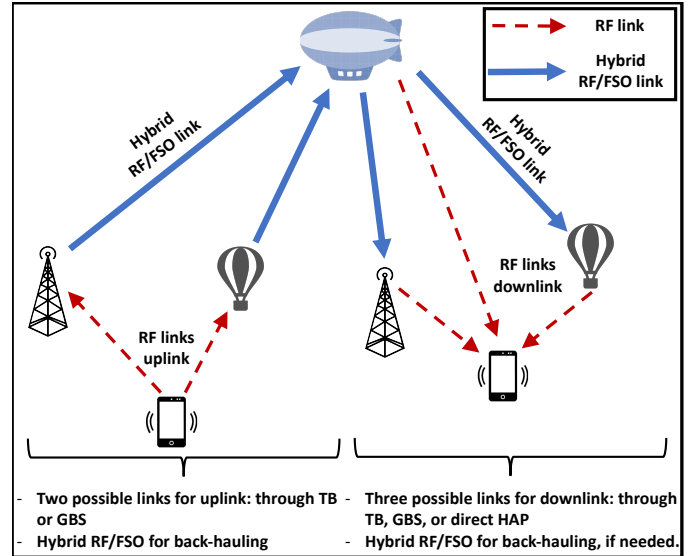 RF link
Hybrid
RF/FSO link
Hybrid
RF/FSO link
Hybrid
RF/FSO link
RF links
downlink
RF links
uplink
- Two possible links for uplink: through TB
or GBS
- Hybrid RF/FSO for back-hauling
- Three possible links for downlink: through
TB, GBS, or direct HAP
- Hybrid RF/FSO for back-hauling, if needed.